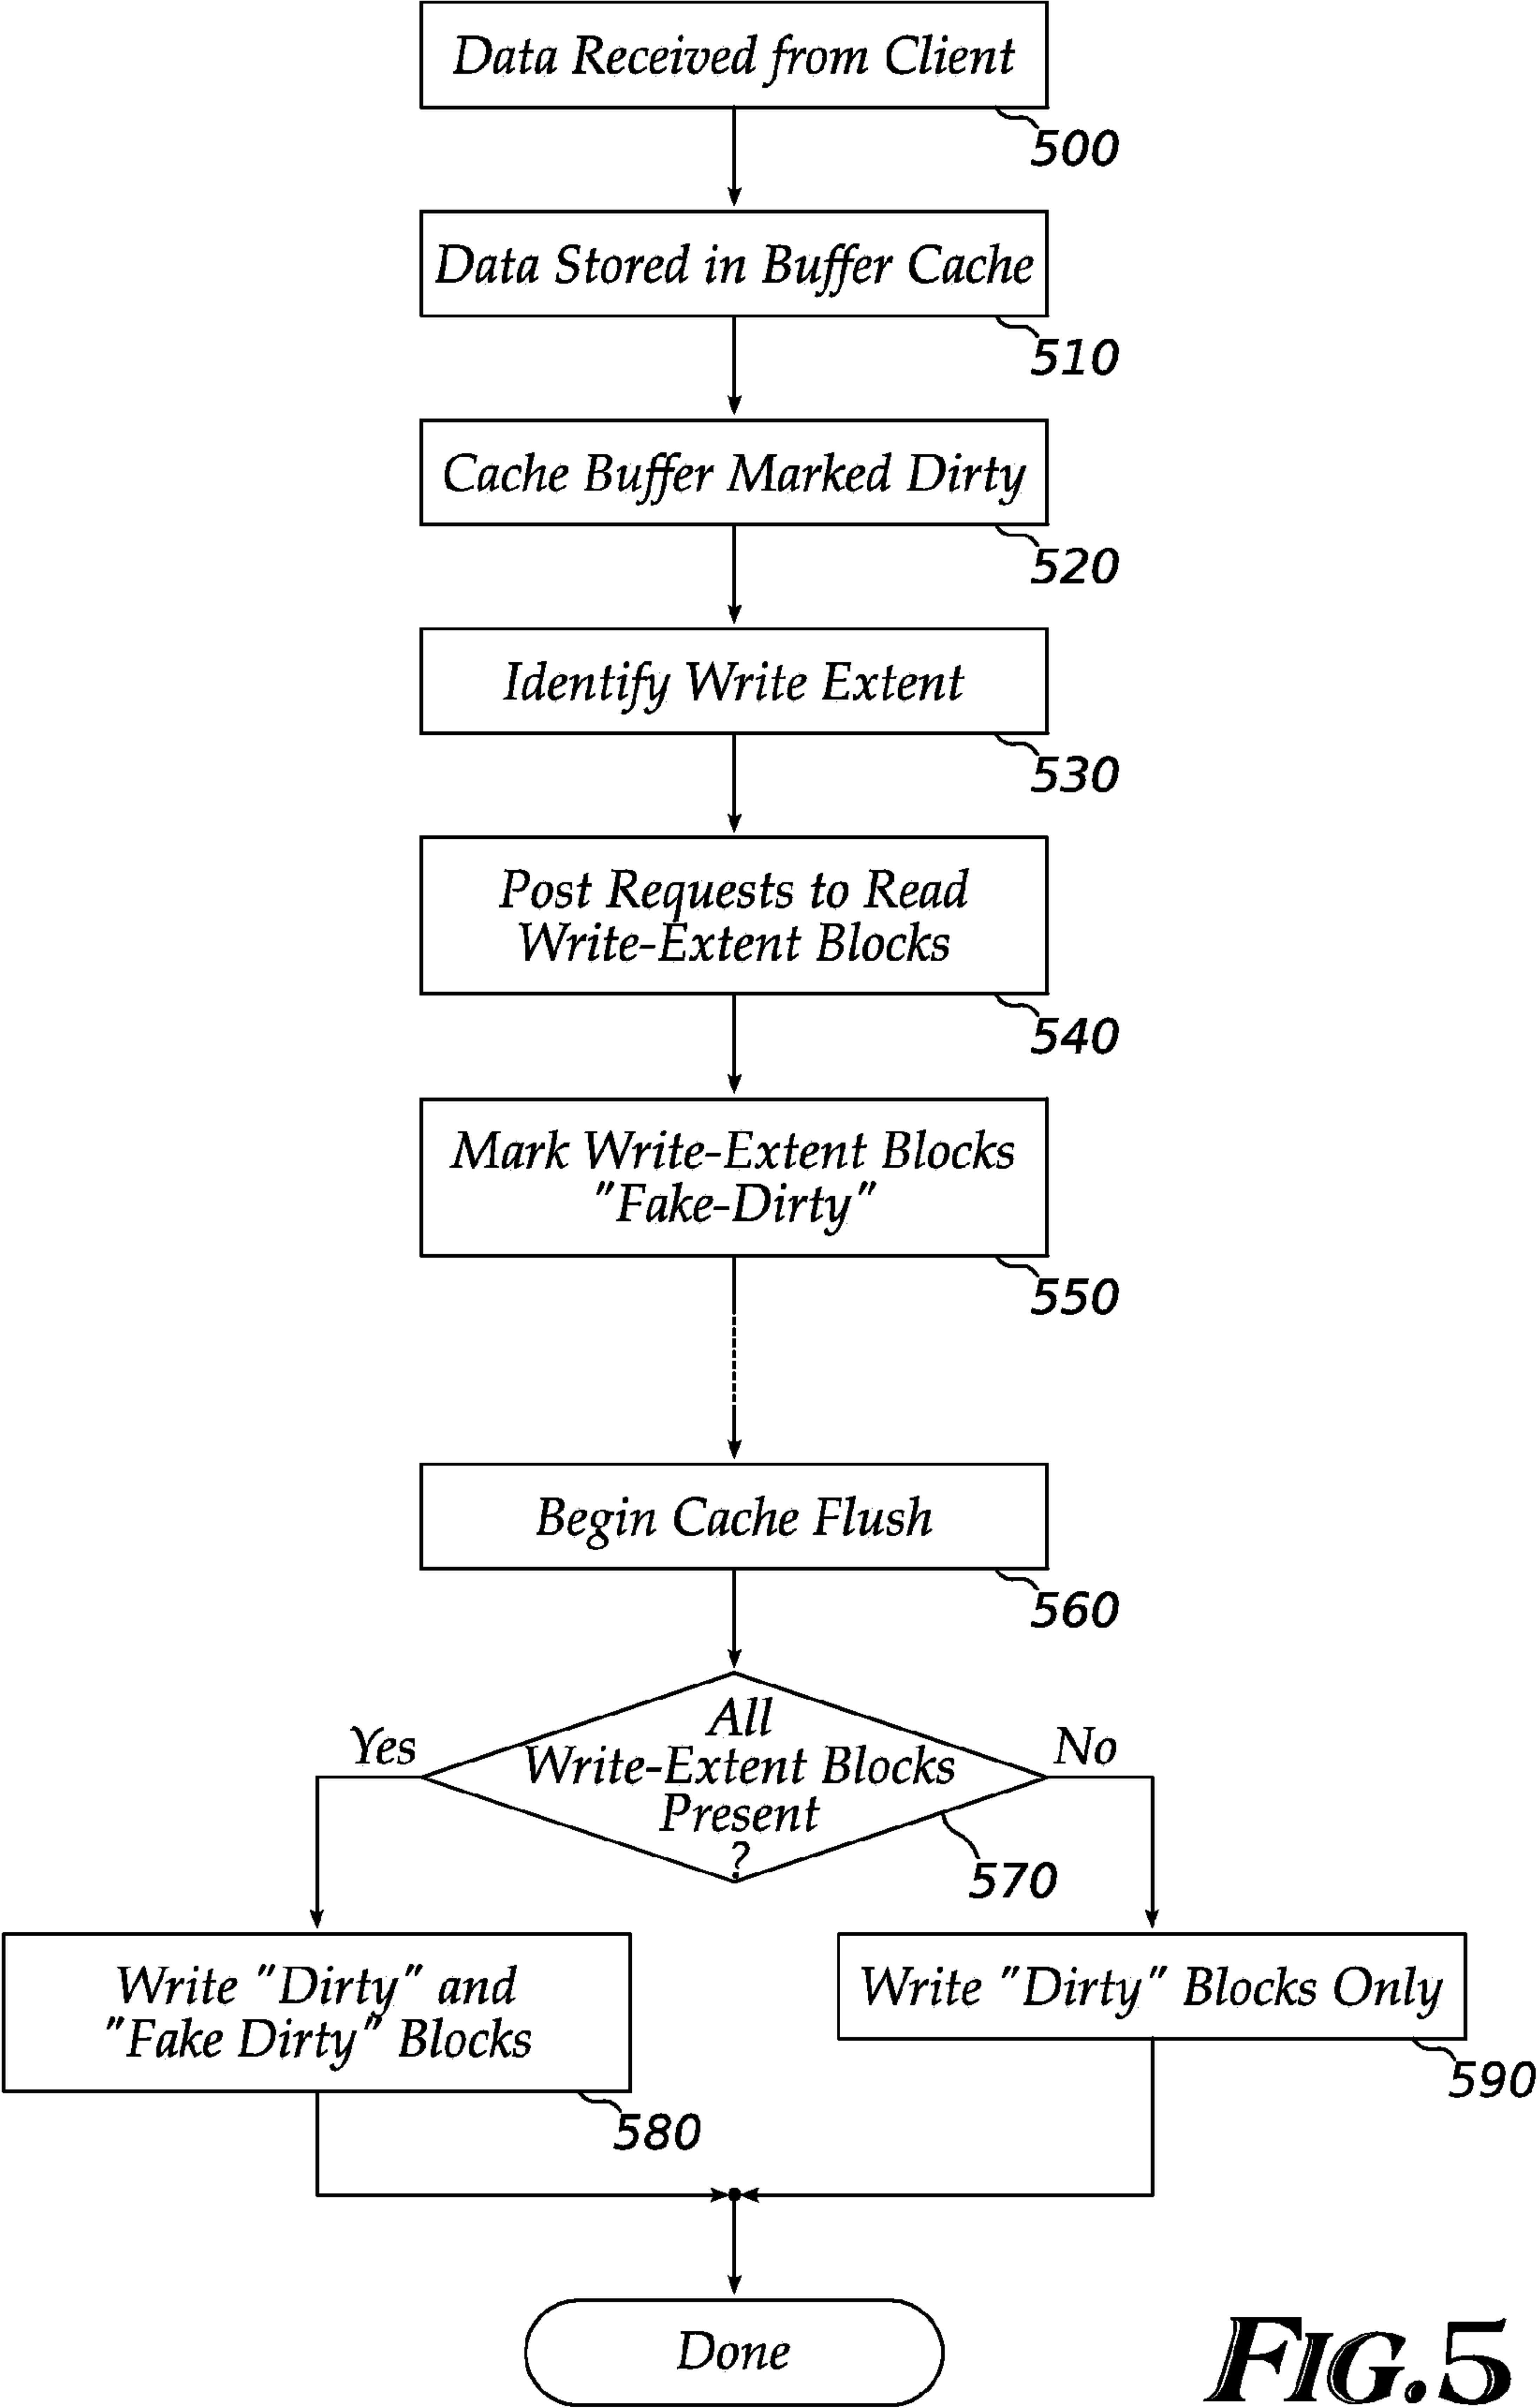 Data Received from Client
500
Data Stored in Buffer Cache
510
Cache Buffer Marked Dirty
520
Identify Write Extent
530
Post Requests to Read
Write-Extent Blocks
540
Mark Write-Extent Blocks
"Fake-Dirty"
550
Begin Cache Flush
560
All
Write-Extent Blocks
Present
?
Yes
No
570
Write "Dirty" and
"Fake Dirty" Blocks
580
Write "Dirty" Blocks Only
590
Done
FIG.5